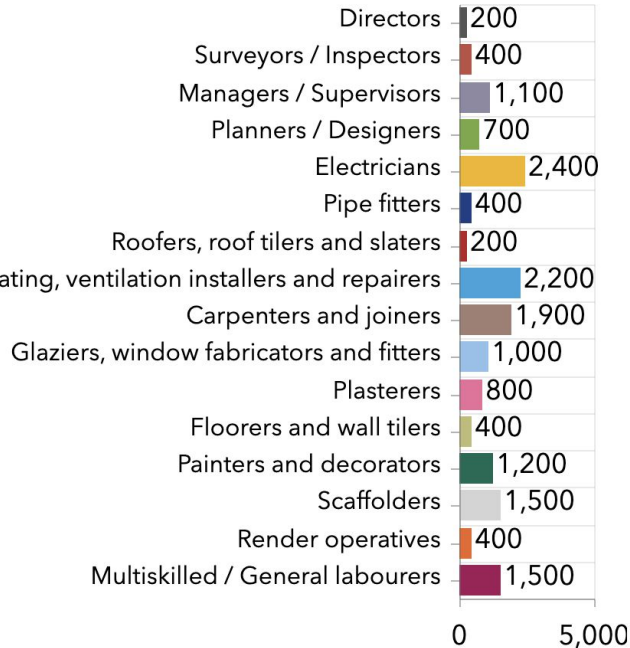 Directors 200
Surveyors / Inspectors 400
Managers / Supervisors 1,100
Planners / Designers 700
Electricians 2,400
Pipe fitters 400
Roofers, roof tilers and slaters 200
ating, ventilation installers and repairers 2,200
Carpenters and joiners 1,900
Glaziers, window fabricators and fitters 1,000
Plasterers 800
Floorers and wall tilers 400
Painters and decorators 1,200
Scaffolders 1,500
Render operatives 400
Multiskilled / General labourers 1,500
0 5,000